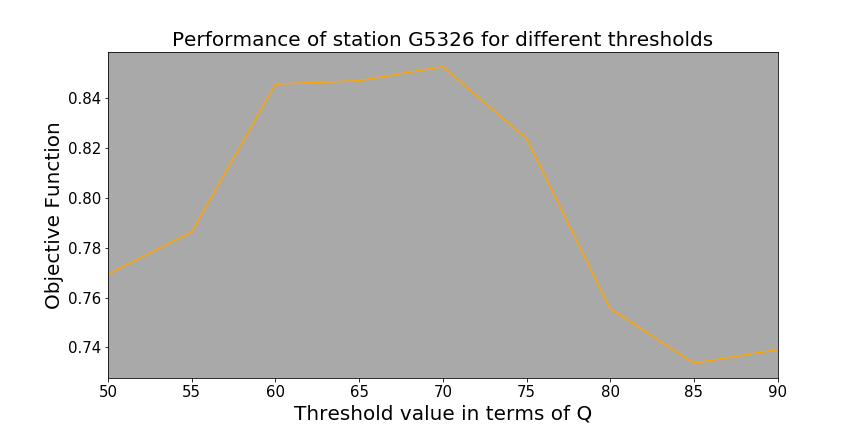 Performance of station G5326 for different thresholds
Objective Function
0.84
0.82
0.80
0.78
0.76
0.74
50 55 60 65 70 75 80 85 90
Threshold value in terms of Q